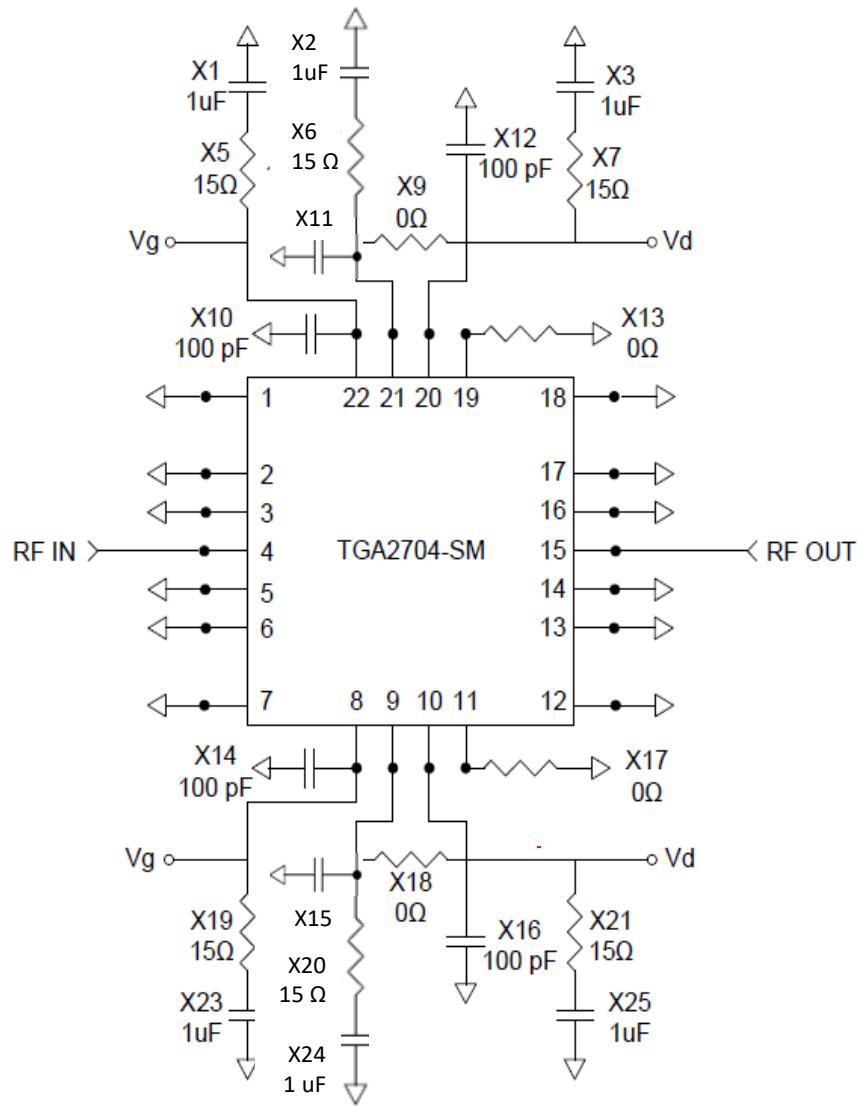 X1
1uF
X2
1uF
X3
1uF
X5
15Ω
X6
15 Ω
X12
100 pF
X7
15Ω
X9
0Ω
X11
Vg
Vd
X10
100 pF
X13
0Ω
22 21 20 19
1
18
2
17
3
16
RF IN
4
TGA2704-SM
15
RF OUT
5
14
6
13
7
8 9 10 11
12
X14
100 pF
X17
0Ω
Vg
Vd
X18
0Ω
X15
X19
15Ω
X20
15 Ω
X16
100 pF
X21
15Ω
X23
1uF
X24
1 uF
X25
1uF